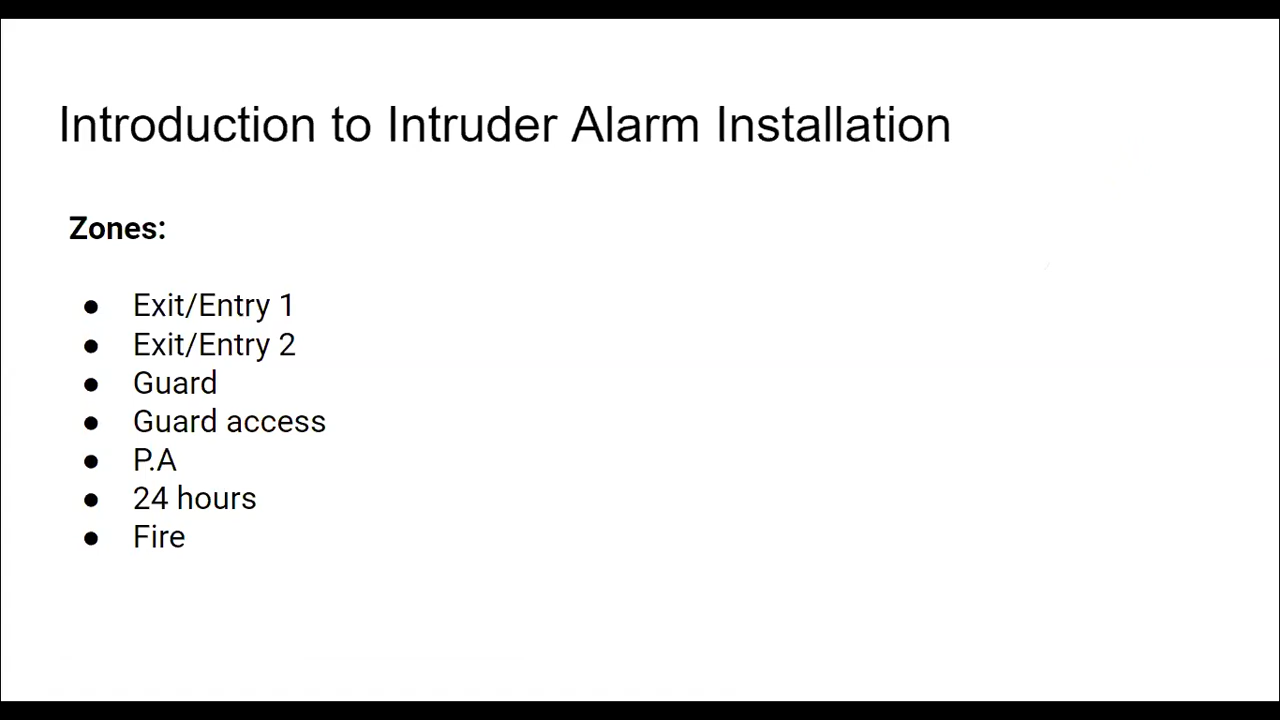 Introduction to Intruder Alarm Installation
Zones:
● Exit/Entry 1
● Exit/Entry 2
● Guard
● Guard access
● P.A
● 24 hours
● Fire